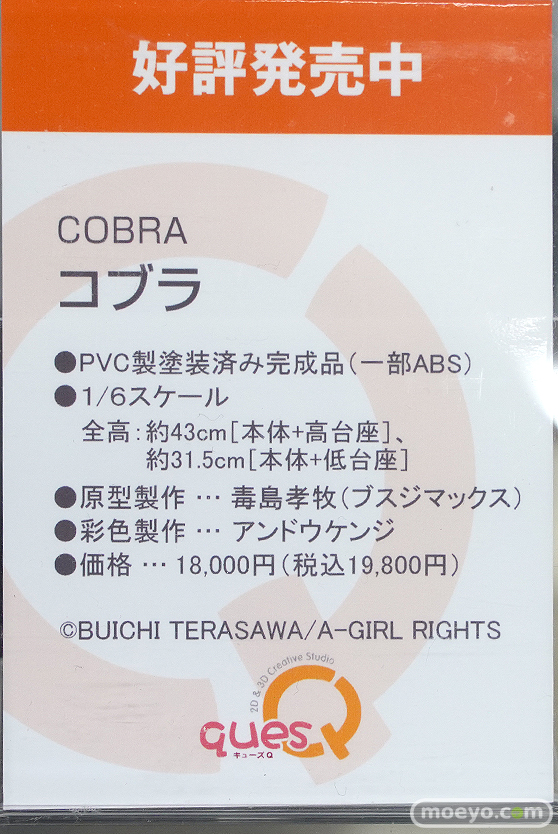 好評発売中
COBRA
コブラ
●PVC製塗装済み完成品（一部ABS）
●1/6スケール
全高：約43cm[本体+高台座]、
約31.5cm[本体+低台座]
●原型製作 … 毒島孝牧（ブスジマックス）
●彩色製作 … アンドウケンジ
●価格 … 18,000円（税込19,800円）
©BUICHI TERASAWA/A-GIRL RIGHTS
2D & 3D Creative Studio
quesQ
キューズQ
moeyo.com